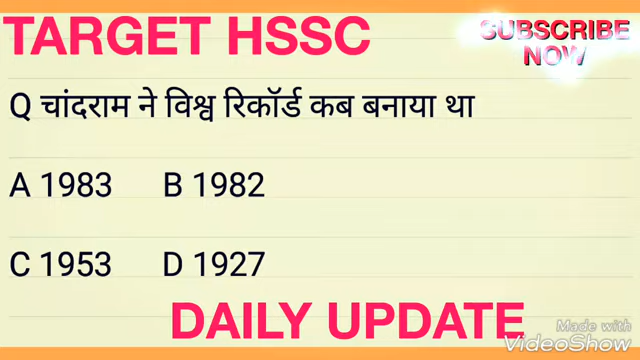 TARGET HSSC
SUBSCRIBE
NOW
Q चांदराम ने विश्व रिकॉर्ड कब बनाया था
A 1983 B 1982
C 1953 D 1927
DAILY UPDATE
Made with
VideoShow